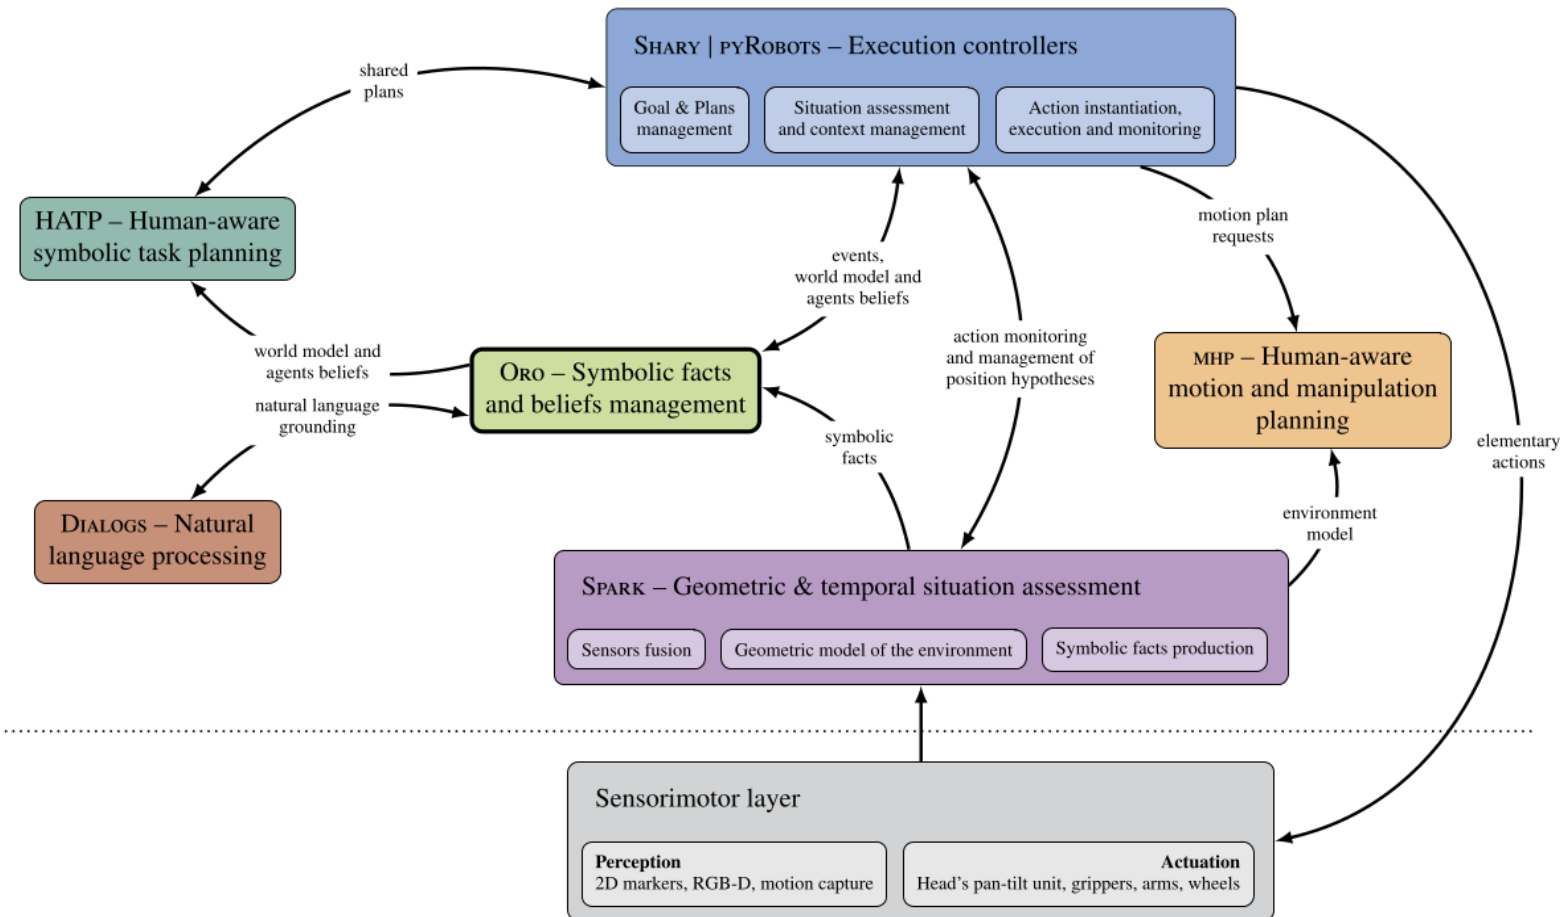 SHARY | PYROBOTS – Execution controllers
Goal & Plans
management
Situation assessment
and context management
Action instantiation,
execution and monitoring
shared
plans
HATP – Human-aware
symbolic task planning
motion plan
requests
events,
world model and
agents beliefs
action monitoring
and management of
position hypotheses
world model and
agents beliefs
ORO – Symbolic facts
and beliefs management
MHP – Human-aware
motion and manipulation
planning
natural language
grounding
symbolic
facts
elementary
actions
DIALOGS – Natural
language processing
environment
model
SPARK – Geometric & temporal situation assessment
Sensors fusion
Geometric model of the environment
Symbolic facts production
Sensorimotor layer
Perception
2D markers, RGB-D, motion capture
Actuation
Head's pan-tilt unit, grippers, arms, wheels